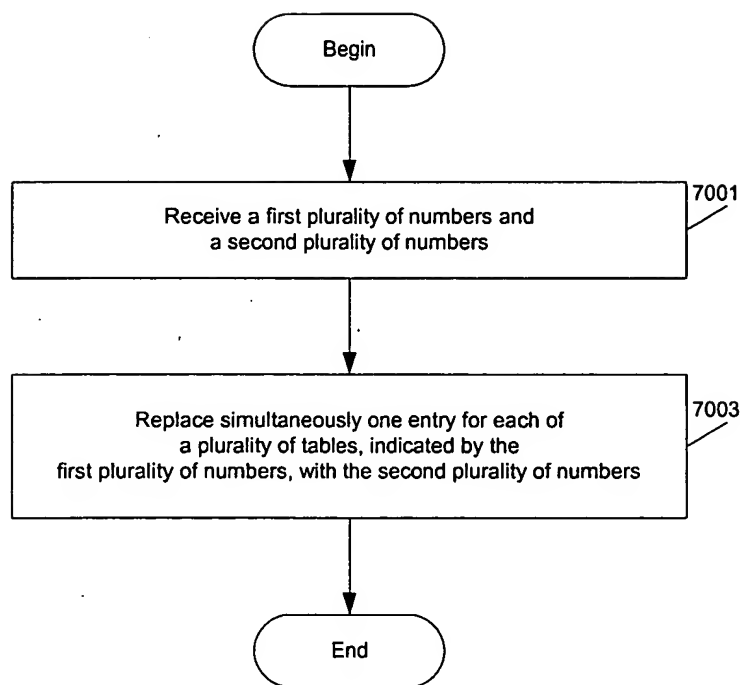 Begin
7001
Receive a first plurality of numbers and
a second plurality of numbers
7003
Replace simultaneously one entry for each of
a plurality of tables, indicated by the
first plurality of numbers, with the second plurality of numbers
End